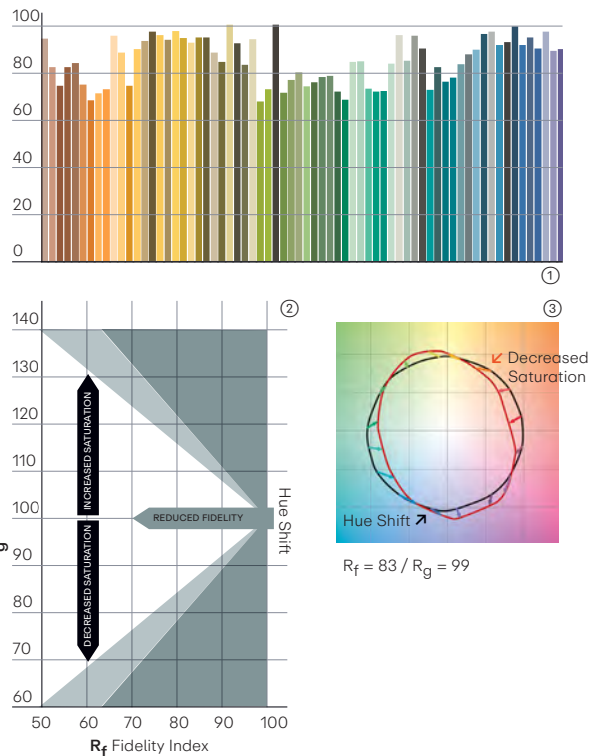 100
80
60
40
20
0
①
②
140
130
120
110
100
90
80
70
60
INCREASED SATURATION
DECREASED SATURATION
REDUCED FIDELITY
Hue Shift
g
50 60 70 80 90 100
Rf Fidelity Index
③
↙ Decreased
Saturation
Hue Shift ↗
Rf = 83 / Rg = 99